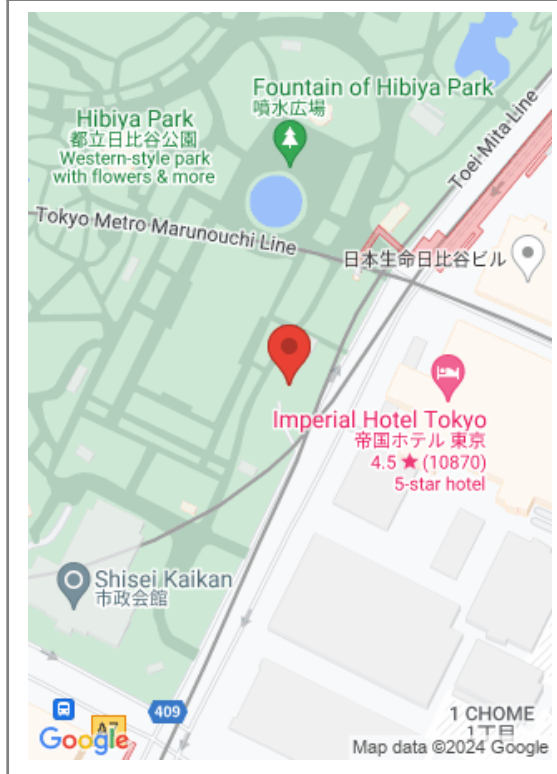 Fountain of Hibiya Park
噴水広場
Hibiya Park
都立日比谷公園
Western-style park
with flowers & more
Toei Mita Line
Tokyo Metro Marunouchi Line
日本生命日比谷ビル
Imperial Hotel Tokyo
帝国ホテル 東京
4.5 ★ (10870)
5-star hotel
Shisei Kaikan
市政会館
409
A7
1 CHOME
1丁目
Google
Map data ©2024 Google